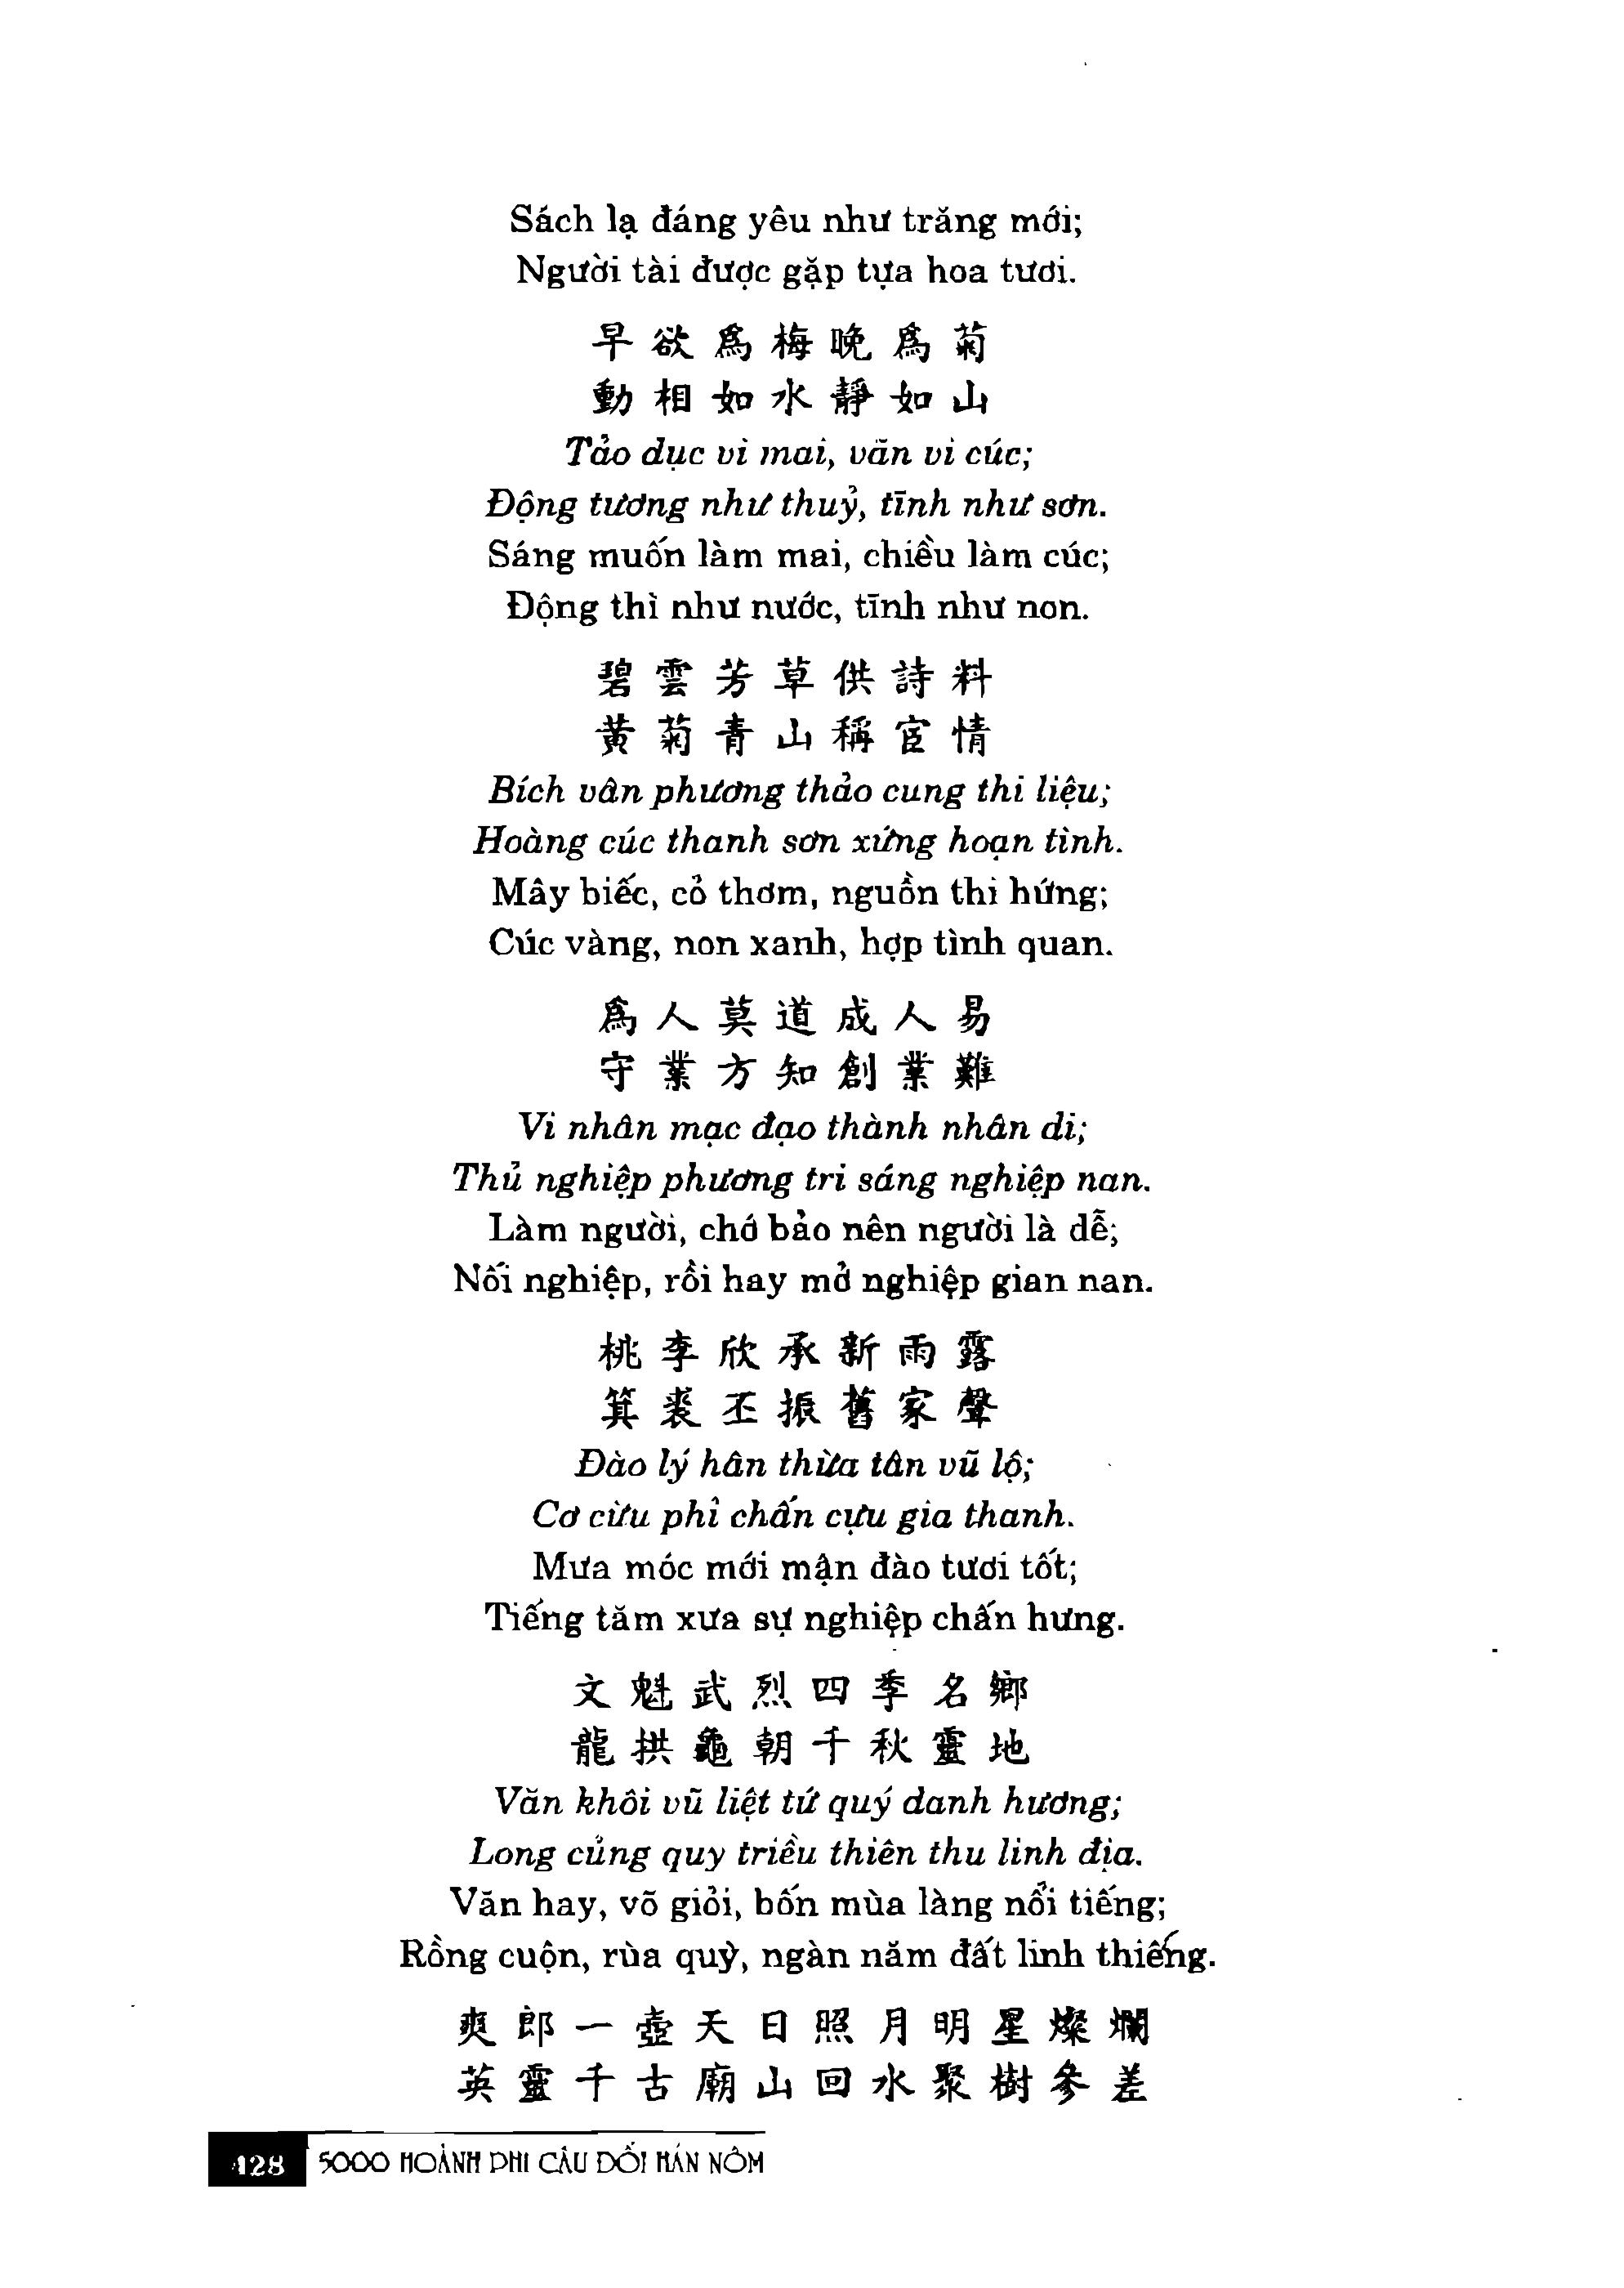 Sách lạ đáng yêu như trăng mới;
Người tài được gặp tựa hoa tươi.
早欲爲梅晚爲菊
動相如水靜如山
Tảo dục vi mai, vãn vi cúc;
Động tương như thuỷ, tĩnh như sơn.
Sáng muốn làm mai, chiều làm cúc;
Động thì như nước, tĩnh như non.
碧雲芳草供詩料
黃菊青山稱宦情
Bích vân phương thảo cung thi liệu;
Hoàng cúc thanh sơn xứng hoạn tình.
Mây biếc, cỏ thơm, nguồn thi hứng;
Cúc vàng, non xanh, hợp tình quan.
爲人莫道成人易
守業方知創業難
Vi nhân mạc đạo thành nhân dị;
Thủ nghiệp phương tri sáng nghiệp nan.
Làm người, chớ bảo nên người là dễ;
Nối nghiệp, rồi hay mở nghiệp gian nan.
桃李欣承新雨露
箕裘丕振舊家聲
Đào lý hân thừa tân vũ lộ;
Cơ cừu phỉ chấn cựu gia thanh.
Mưa móc mới mận đào tươi tốt;
Tiếng tăm xưa sự nghiệp chấn hưng.
文魁武烈四季名鄉
龍拱龜朝千秋靈地
Văn khôi vũ liệt tứ quý danh hương;
Long củng quy triều thiên thu linh địa.
Văn hay, võ giỏi, bốn mùa làng nổi tiếng;
Rồng cuộn, rùa quỳ, ngàn năm đất linh thiêng.
爽郎一壺天日照月明星燦爛
英靈千古廟山回水聚樹參差
428 5000 HOÀNH PHI CÂU ĐỐI HÁN NÔM